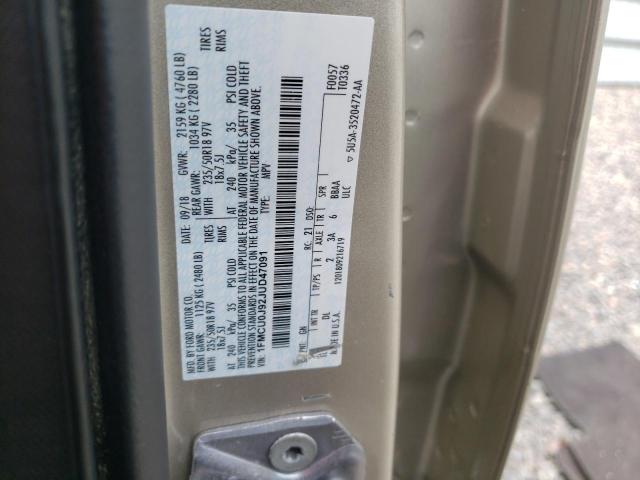 MFD. BY FORD MOTOR CO.
DATE: 09/18 GVWR: 2159 KG ( 4760 LB)
FRONT GAWR: 1125 KG ( 2480 LB) REAR GAWR: 1034 KG ( 2280 LB)
WITH 235/50R18 97V TIRES WITH 235/50R18 97V TIRES
18x7.5J RIMS 18x7.5J RIMS
AT 240 kPa/ 35 PSI COLD AT 240 kPa/ 35 PSI COLD
THIS VEHICLE CONFORMS TO ALL APPLICABLE FEDERAL MOTOR VEHICLE SAFETY AND THEFT
PREVENTION STANDARDS IN EFFECT ON THE DATE OF MANUFACTURE SHOWN ABOVE.
VIN: 1FMCU0J92JUD47091
TYPE: MPV
F0057
T0336
EXT PNT: GN RC: 21 DSO:
INT TR TP/PS R AXLE TR SPR
DL 2 3A 6 BBAA
MADE IN U.S.A. 1201809216719 ULC
5U5A-3520472-AA